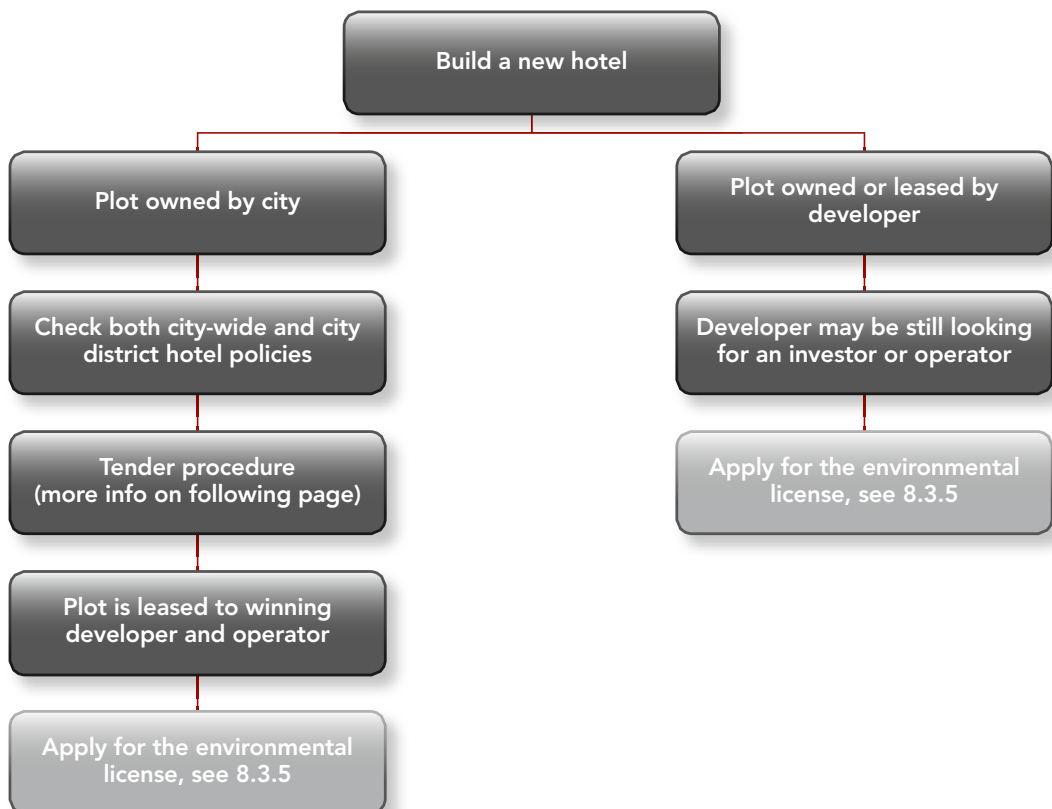 Build a new hotel
Plot owned by city
Check both city-wide and city
district hotel policies
Tender procedure
(more info on following page)
Plot is leased to winning
developer and operator
Apply for the environmental
license, see 8.3.5
Plot owned or leased by
developer
Developer may be still looking
for an investor or operator
Apply for the environmental
license, see 8.3.5